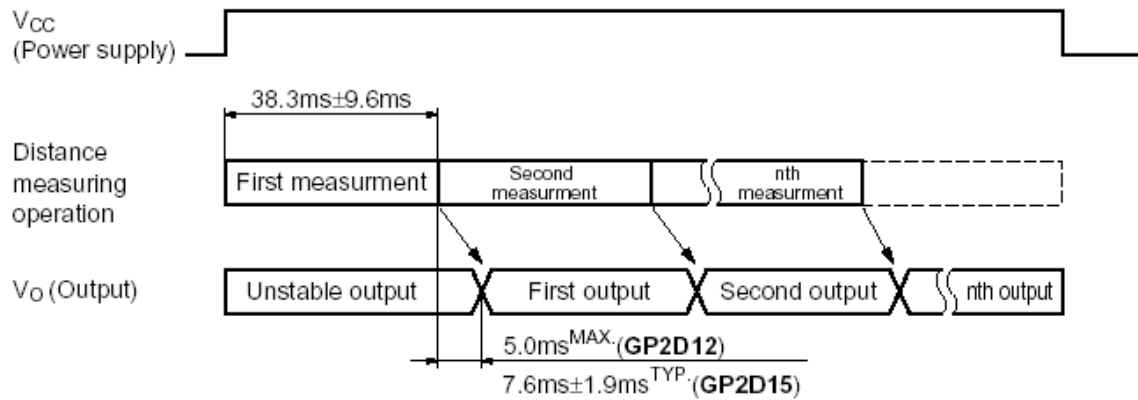 VCC
(Power supply)
38.3ms±9.6ms
Distance
measuring
operation
First measurment
Second
measurment
nth
measurment
VO (Output)
Unstable output
First output
Second output
nth output
5.0msMAX.(GP2D12)
7.6ms±1.9msTYP.(GP2D15)